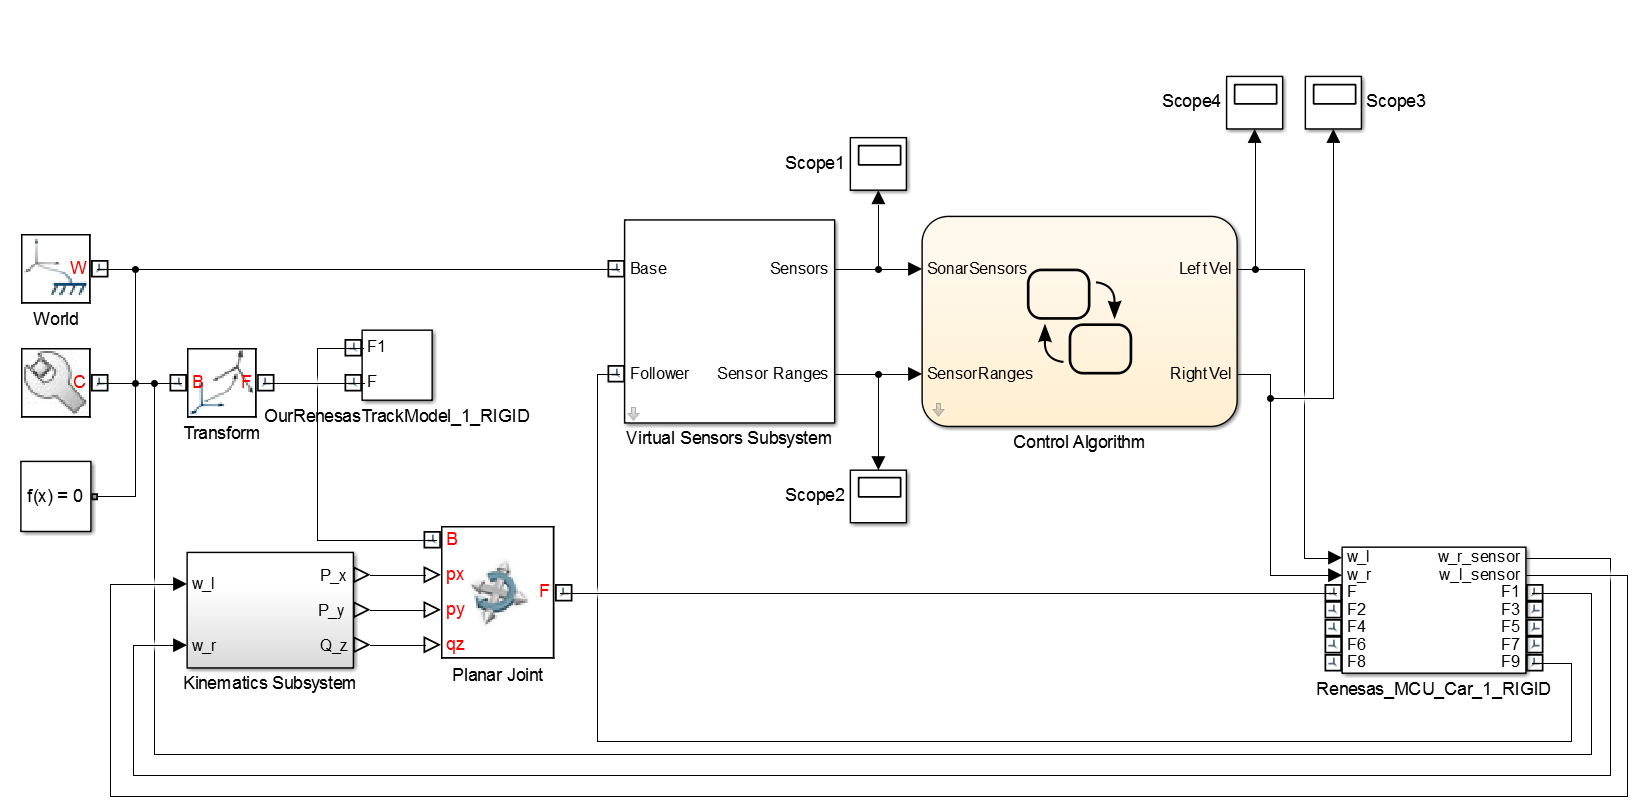 Scope4
Scope3
Scope1
W
World
Base
Sensors
Follower
Sensor Ranges
Virtual Sensors Subsystem
SonarSensors
LeftVel
SensorRanges
RightVel
Control Algorithm
Scope2
C
B
F
Transform
F1
F
OurRenesasTrackModel_1_RIGID
f(x) = 0
w_l
P_x
P_y
w_r
Q_z
Kinematics Subsystem
B
px
py
qz
F
Planar Joint
w_l
w_r_sensor
w_r
w_l_sensor
F
F1
F2
F3
F4
F5
F6
F7
F8
F9
Renesas_MCU_Car_1_RIGID